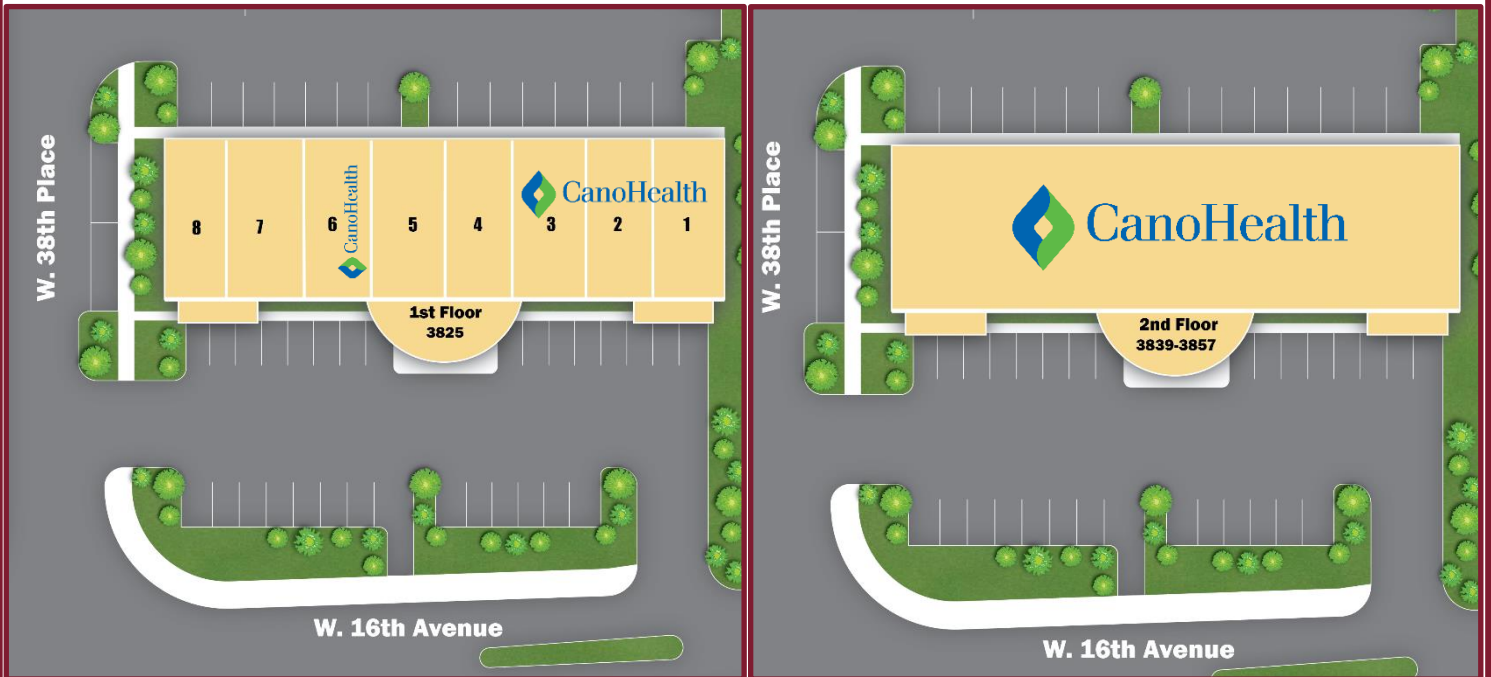 W. 38th Place
8
7
6
CanoHealth
5
4
3
CanoHealth
2
1
1st Floor
3825
W. 16th Avenue
W. 38th Place
CanoHealth
2nd Floor
3839-3857
W. 16th Avenue